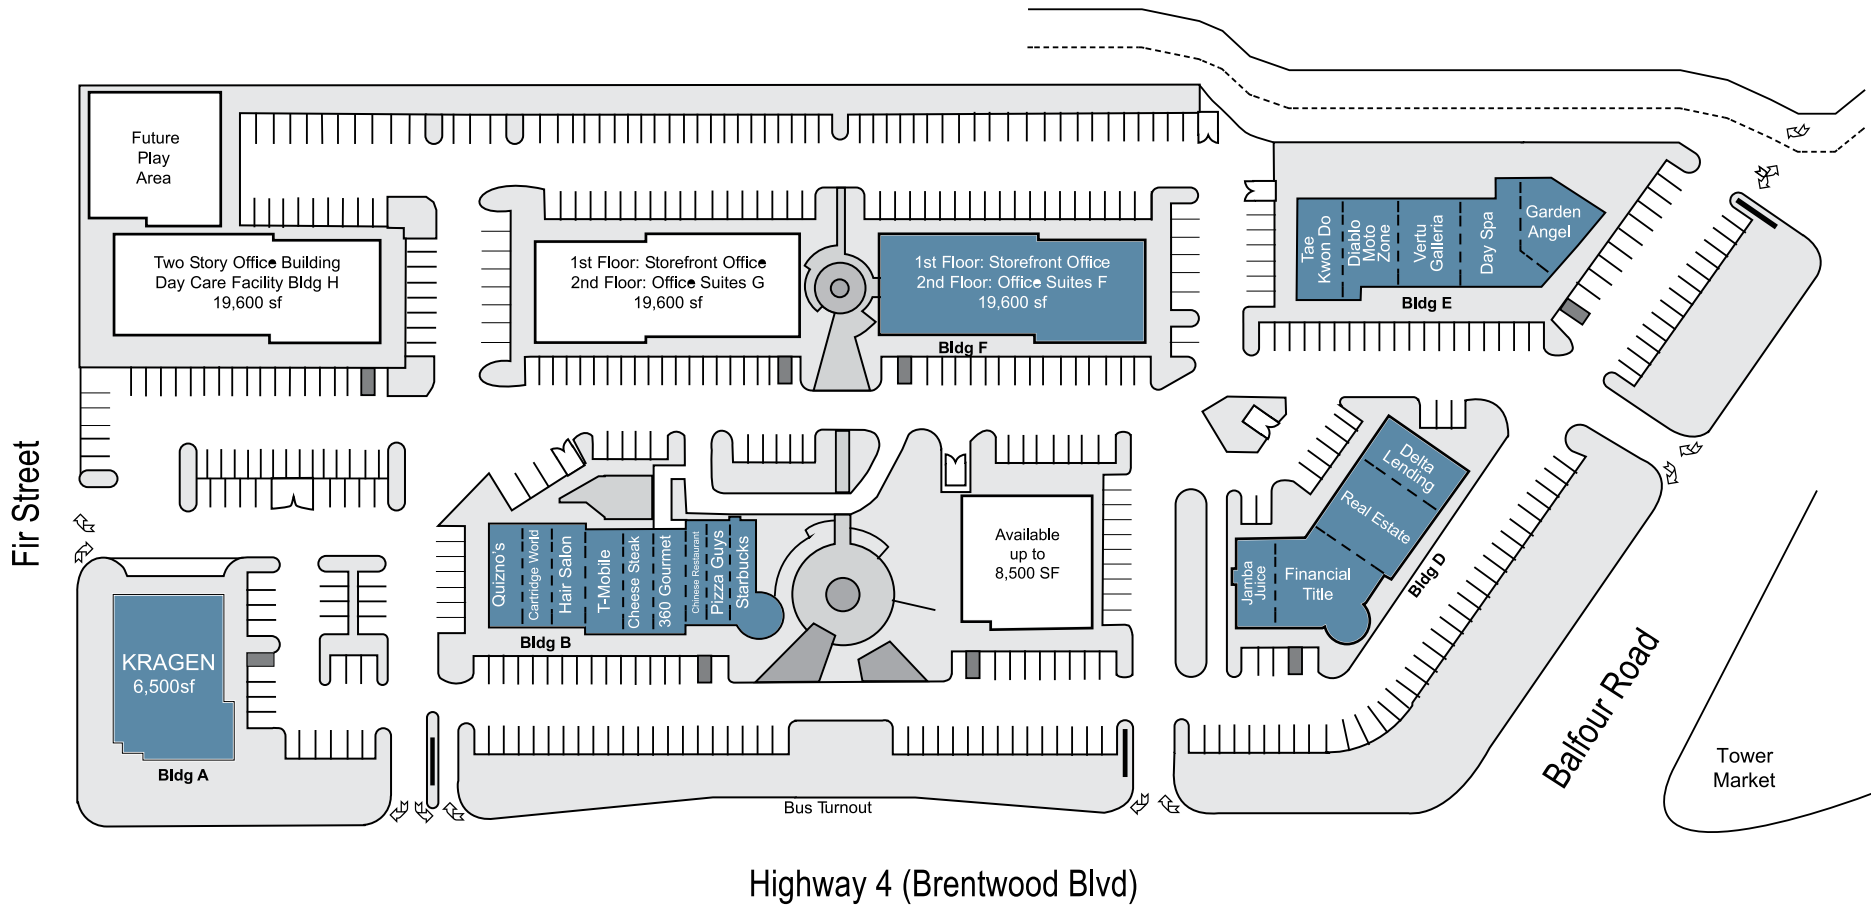 Future
Play
Area
Two Story Office Building
Day Care Facility Bldg H
19,600 sf
1st Floor: Storefront Office
2nd Floor: Office Suites G
19,600 sf
1st Floor: Storefront Office
2nd Floor: Office Suites F
19,600 sf
Bldg F
Tae
Kwon Do
Diablo
Moto
Zone
Vertu
Galleria
Day Spa
Garden
Angel
Bldg E
Fir Street
KRAGEN
6,500sf
Bldg A
Quizno's
Cartridge World
Hair Salon
T-Mobile
Cheese Steak
360 Gourmet
Chinese Restaurant
Pizza Guys
Starbucks
Bldg B
Available
up to
8,500 SF
Delta
Lending
Real Estate
Financial
Title
Jamba
Juice
Bldg D
Balfour Road
Tower
Market
Bus Turnout
Highway 4 (Brentwood Blvd)